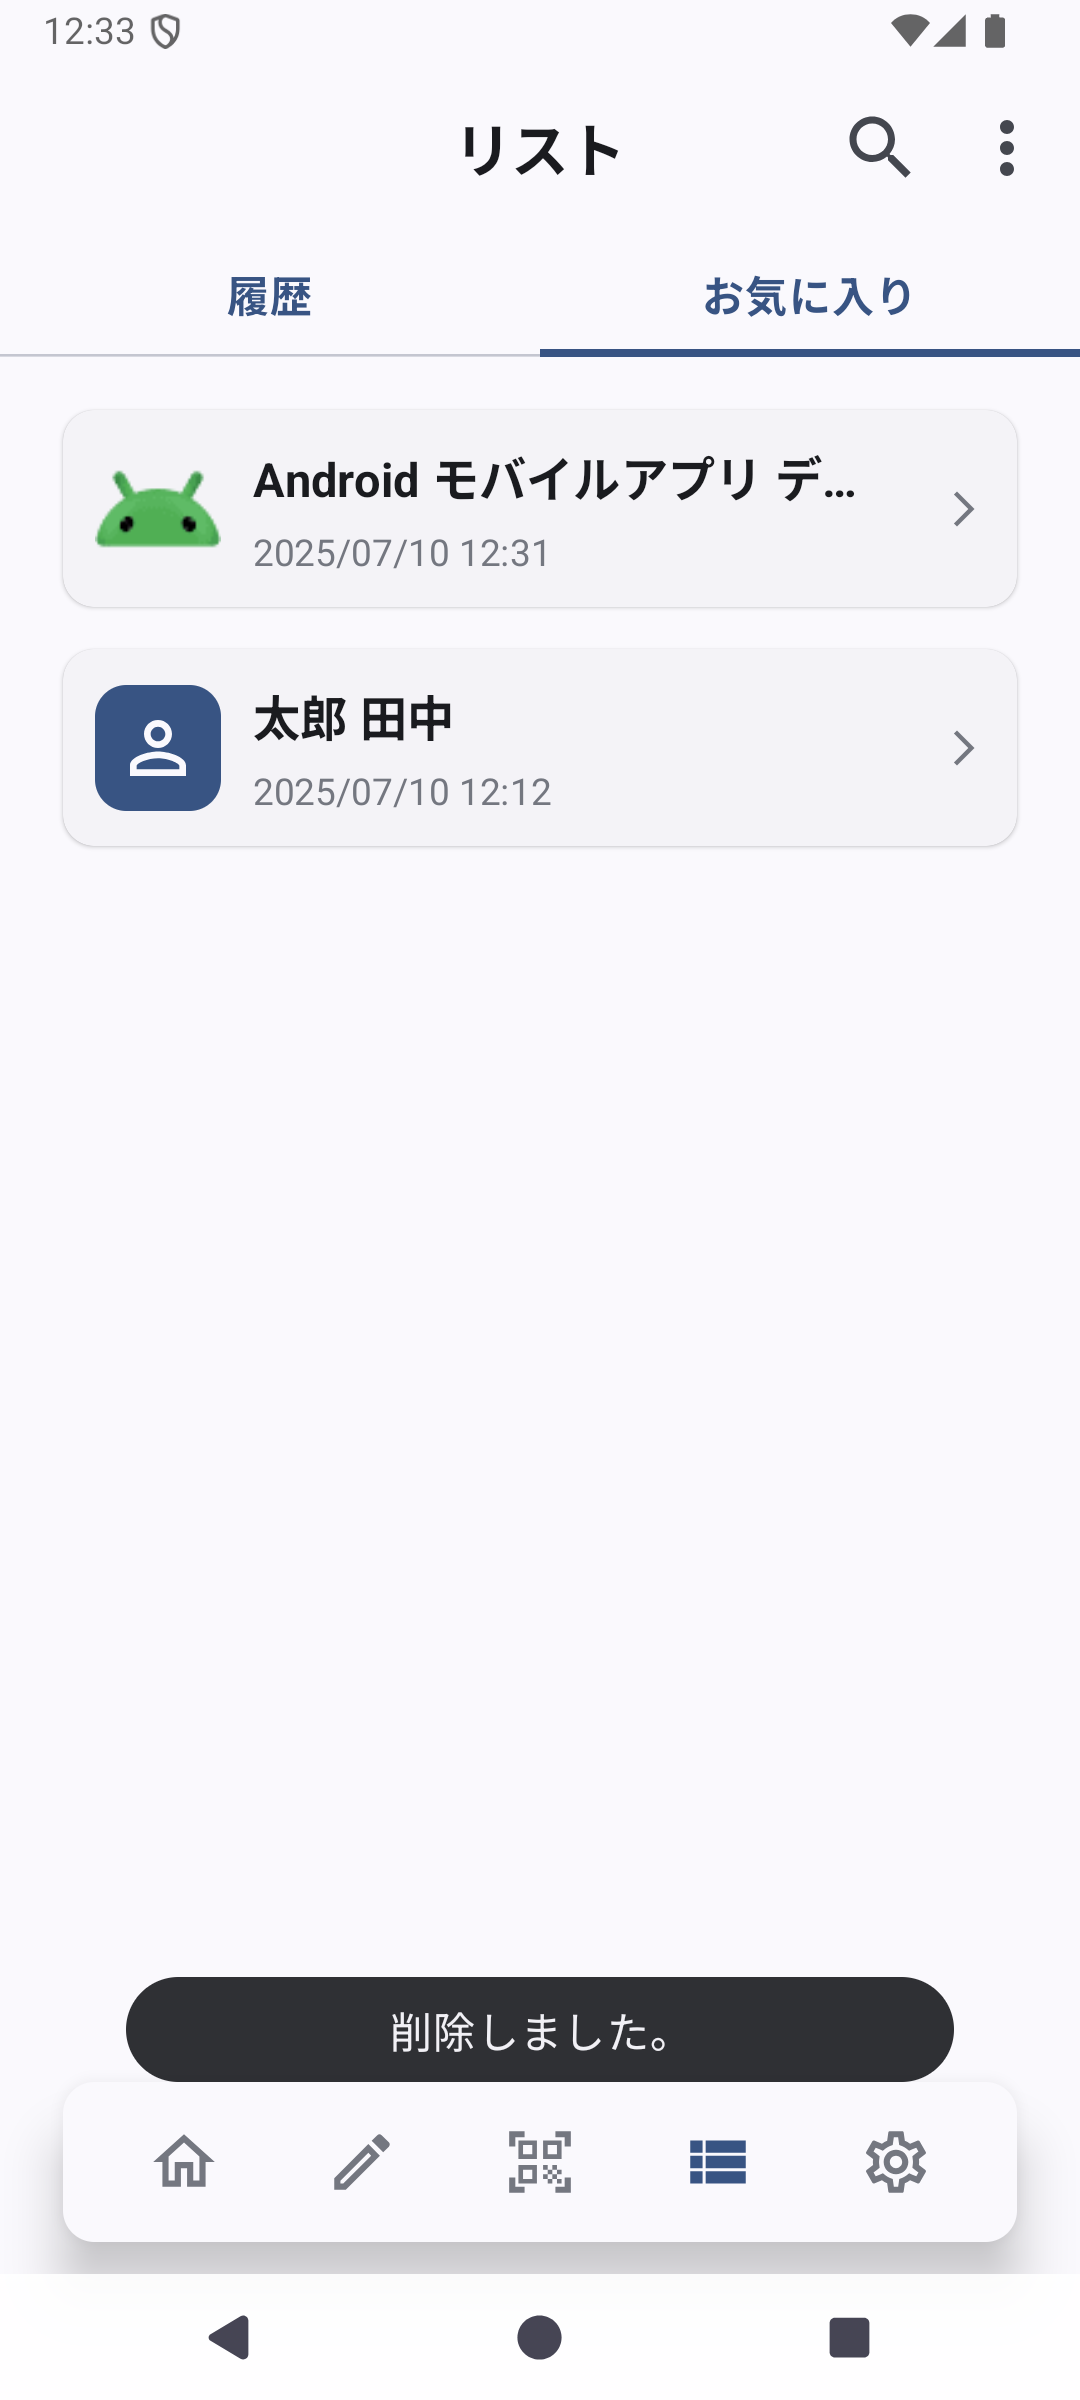 12:33
リスト
履歴
お気に入り
Android モバイルアプリ デ…
2025/07/10 12:31
太郎 田中
2025/07/10 12:12
削除しました。